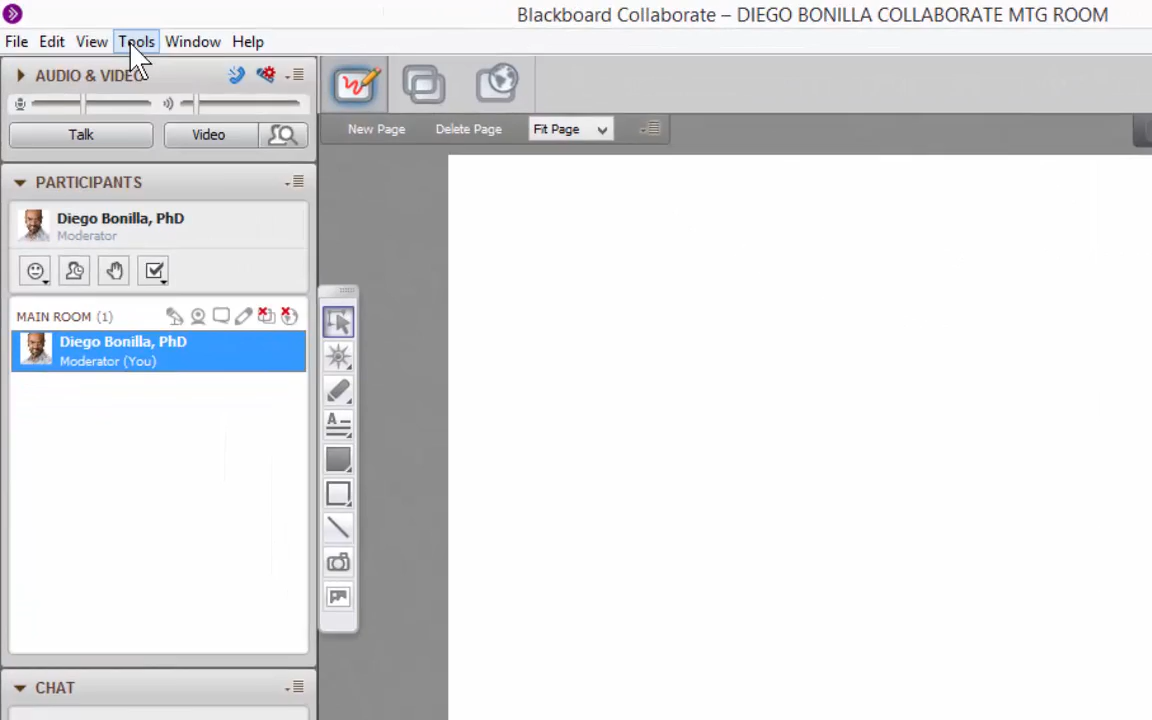 Blackboard Collaborate – DIEGO BONILLA COLLABORATE MTG ROOM
File Edit View Tools Window Help
AUDIO & VIDEO
Talk Video
New Page Delete Page Fit Page
PARTICIPANTS
Diego Bonilla, PhD
Moderator
MAIN ROOM (1)
Diego Bonilla, PhD
Moderator (You)
A
CHAT